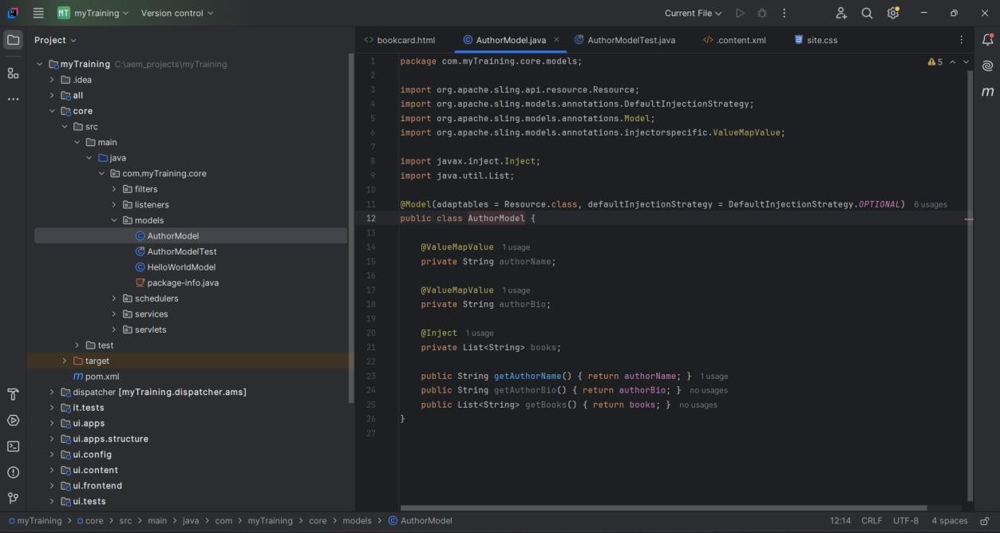 MT myTraining Version control Current File
Project
bookcard.html AuthorModel.java AuthorModelTest.java .content.xml site.css
myTraining C:\aem_projects\myTraining
.idea
all
core
src
main
java
com.myTraining.core
filters
listeners
models
AuthorModel
AuthorModelTest
HelloWorldModel
package-info.java
schedulers
services
servlets
test
target
pom.xml
dispatcher [myTraining.dispatcher.ams]
it.tests
ui.apps
ui.apps.structure
ui.config
ui.content
ui.frontend
ui.tests
5
1 package com.myTraining.core.models;
2
3 import org.apache.sling.api.resource.Resource;
4 import org.apache.sling.models.annotations.DefaultInjectionStrategy;
5 import org.apache.sling.models.annotations.Model;
6 import org.apache.sling.models.annotations.injectorspecific.ValueMapValue;
7
8 import javax.inject.Inject;
9 import java.util.List;
10
11 @Model(adaptables = Resource.class, defaultInjectionStrategy = DefaultInjectionStrategy.OPTIONAL) 6 usages
12 public class AuthorModel {
13
14 @ValueMapValue 1 usage
15 private String authorName;
16
17 @ValueMapValue 1 usage
18 private String authorBio;
19
20 @Inject 1 usage
21 private List<String> books;
22
23 public String getAuthorName() { return authorName; } 1 usage
24 public String getAuthorBio() { return authorBio; } no usages
25 public List<String> getBooks() { return books; } no usages
26 }
27
myTraining > core > src > main > java > com > myTraining > core > models > AuthorModel 12:14 CRLF UTF-8 4 spaces